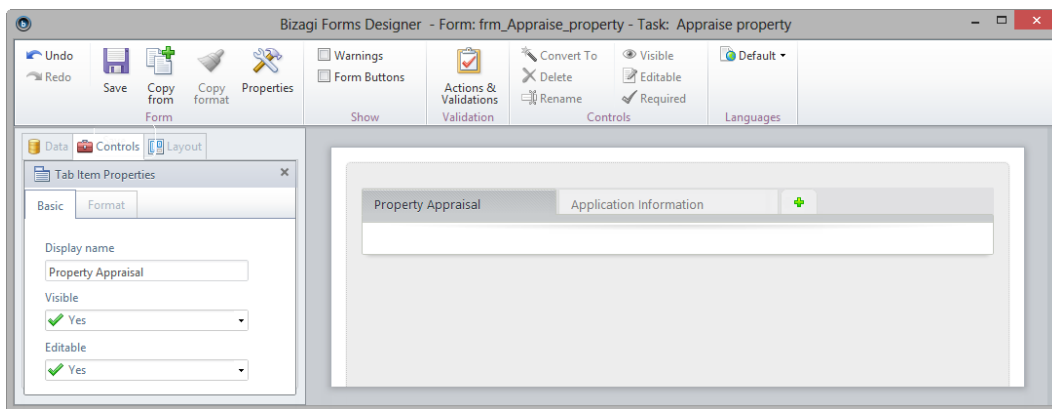 Bizagi Forms Designer - Form: frm_Appraise_property - Task: Appraise property
Undo
Redo
Save
Copy from
Copy format
Properties
Form
Warnings
Form Buttons
Show
Actions & Validations
Validation
Convert To
Delete
Rename
Visible
Editable
Required
Controls
Default
Languages
Data
Controls
Layout
Tab Item Properties
Basic
Format
Display name
Property Appraisal
Visible
Yes
Editable
Yes
Property Appraisal
Application Information